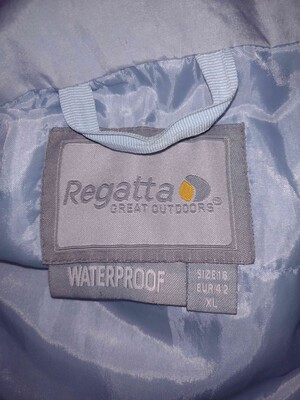 Regatta
GREAT OUTDOORS®
WATERPROOF
SIZE 16
EUR 42
XL